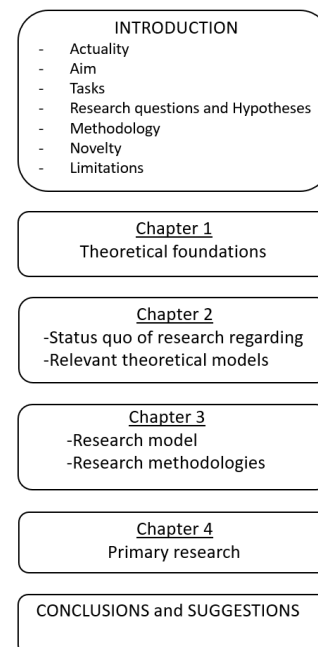 INTRODUCTION
- Actuality
- Aim
- Tasks
- Research questions and Hypotheses
- Methodology
- Novelty
- Limitations
Chapter 1
Theoretical foundations
Chapter 2
-Status quo of research regarding
-Relevant theoretical models
Chapter 3
-Research model
-Research methodologies
Chapter 4
Primary research
CONCLUSIONS and SUGGESTIONS